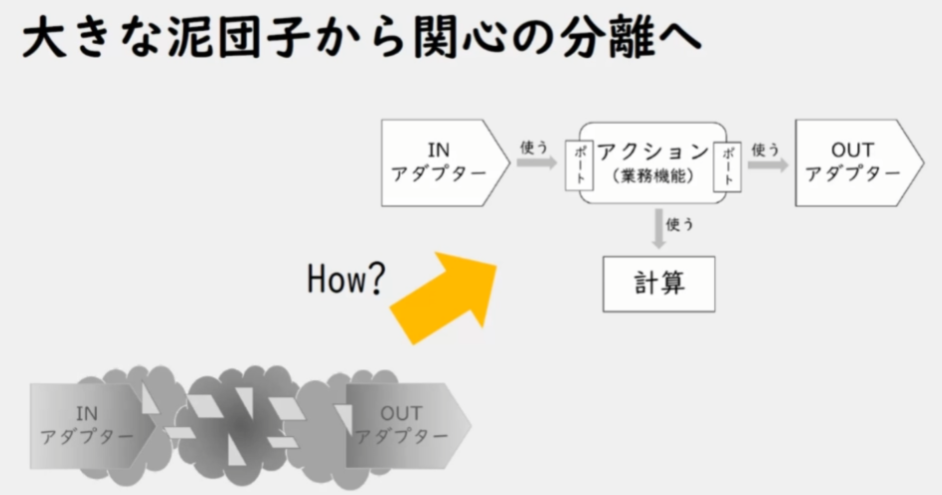 大きな泥団子から関心の分離へ
IN
アダプター
使う
ポート
アクション
(業務機能)
ポート
使う
OUT
アダプター
使う
計算
How?
IN
アダプター
OUT
アダプター